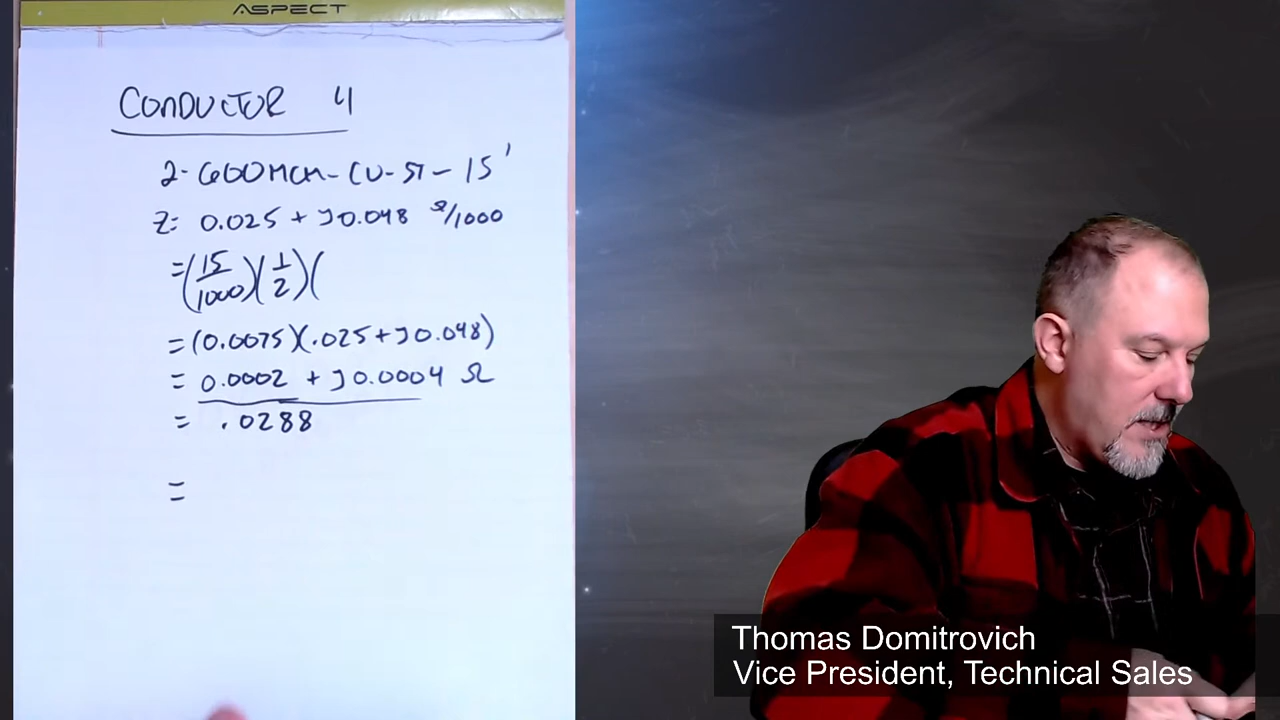 ASPECT
CONDUCTOR 4
2-600MCM-CU-ST-15'
Z= 0.025 + J0.048 Ω/1000
=(15/1000)(1/2)(
=(0.0075)(.025+J0.048)
= 0.0002 + J0.0004 Ω
= .0288
=
Thomas Domitrovich
Vice President, Technical Sales